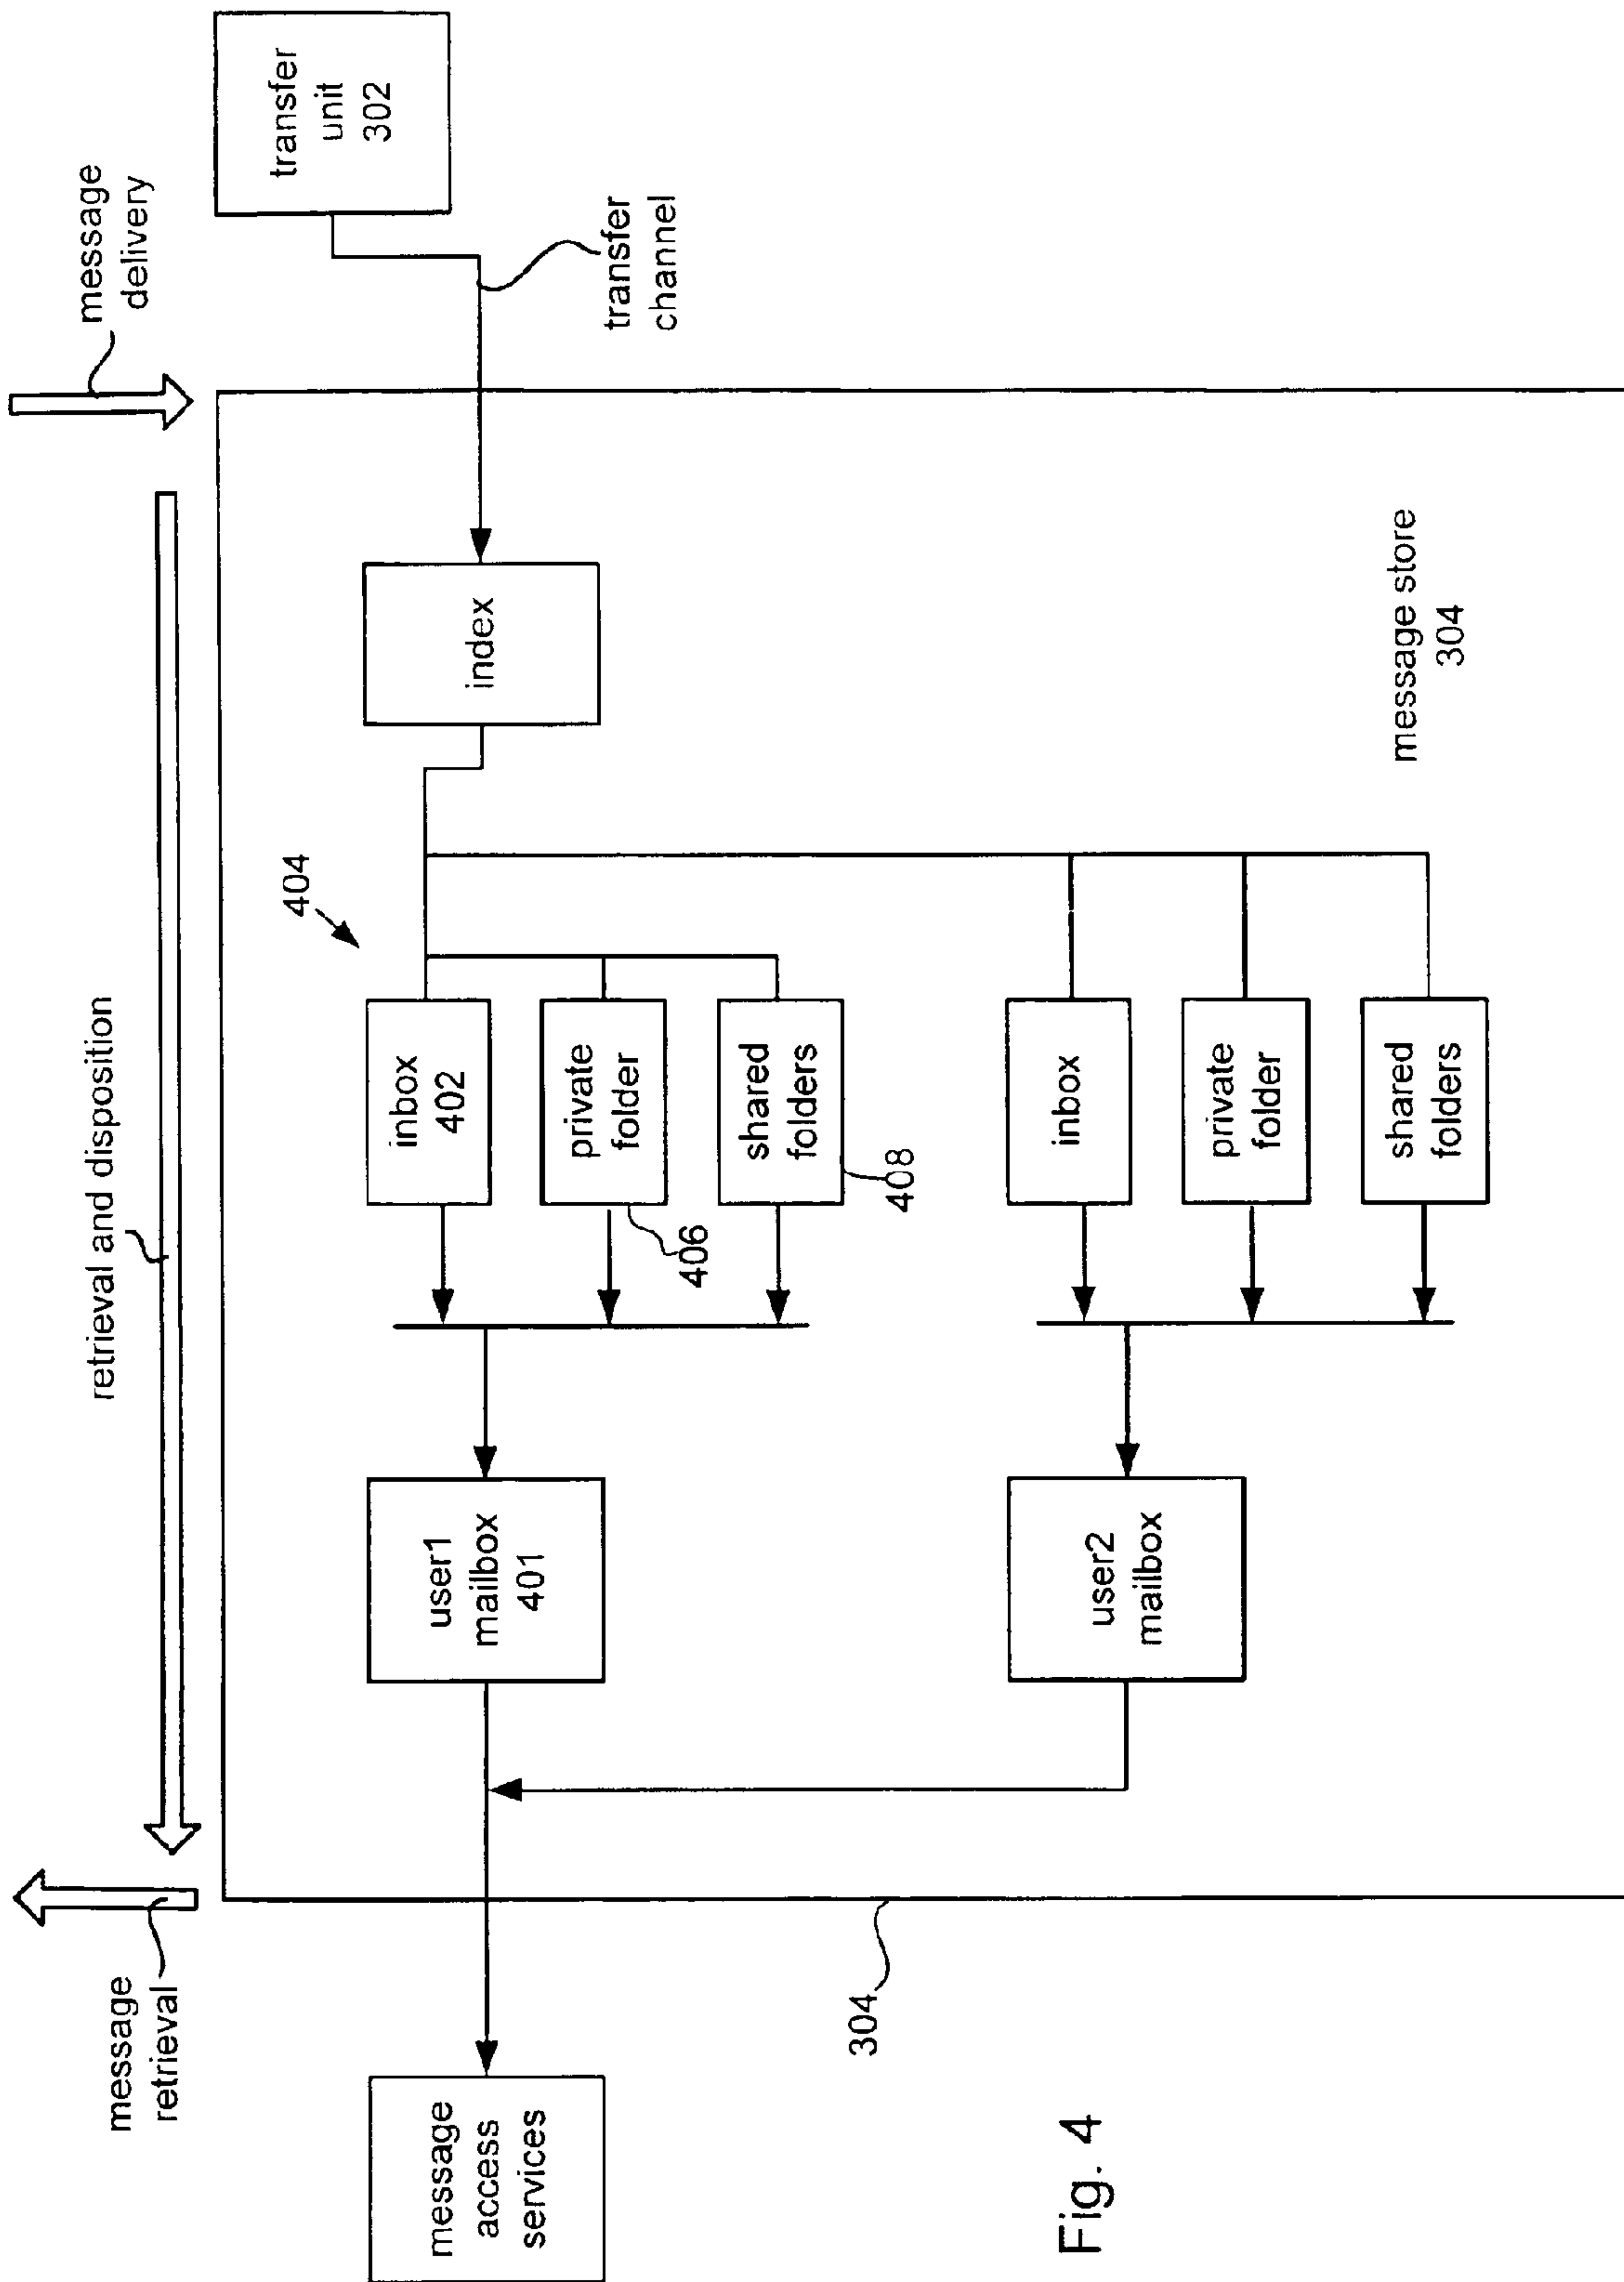 message
retrieval
retrieval and disposition
message
delivery
message
access
services
304
user1
mailbox
401
user2
mailbox
404
inbox
402
private
folder
406
shared
folders
408
inbox
private
folder
shared
folders
index
message store
304
transfer
channel
transfer
unit
302
Fig. 4